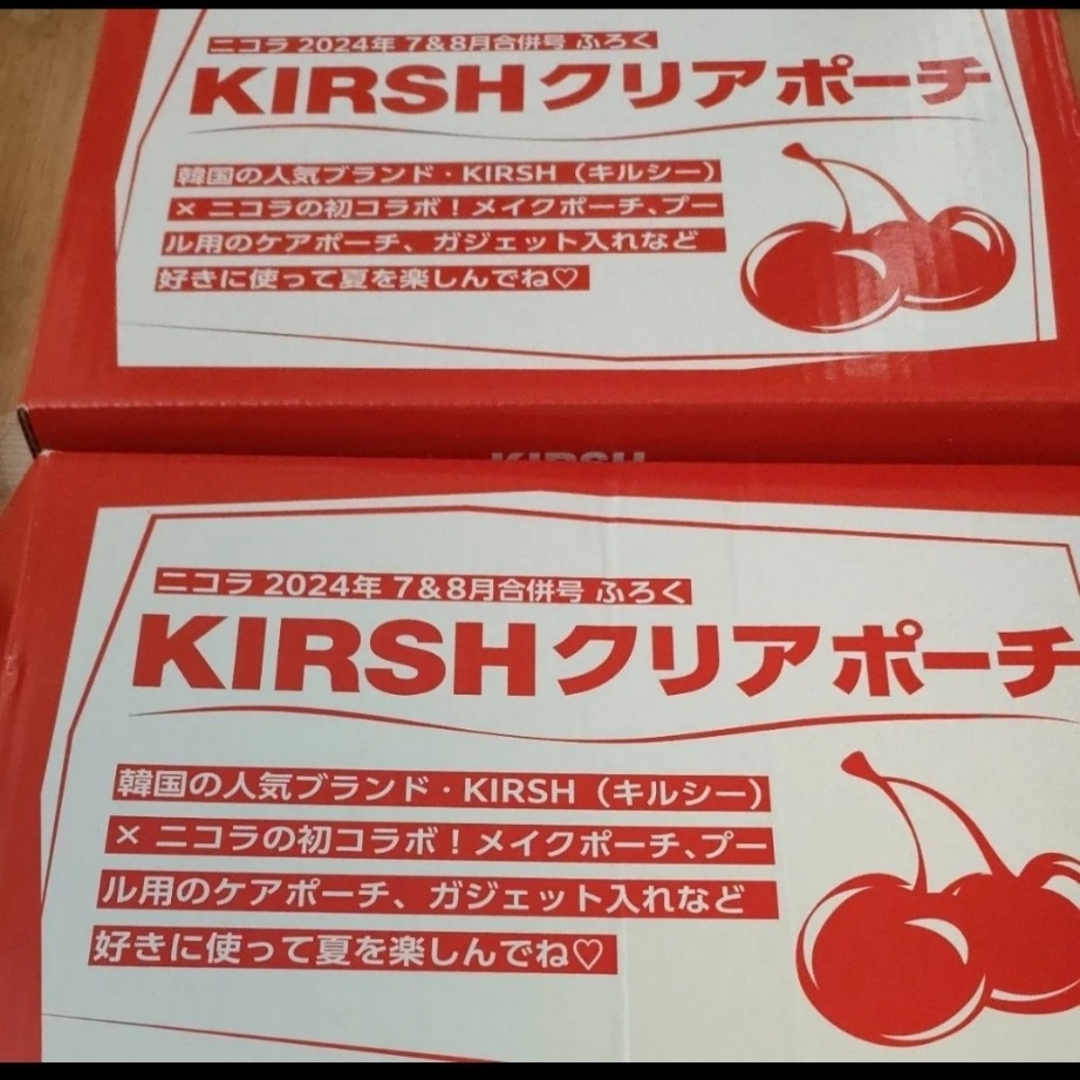 ニコラ 2024年 7&8月合併号 ふろく
KIRSHクリアポーチ
韓国の人気ブランド・KIRSH（キルシー）
× ニコラの初コラボ！メイクポーチ、プー
ル用のケアポーチ、ガジェット入れなど
好きに使って夏を楽しんでね♡
KIRSH
ニコラ 2024年 7&8月合併号 ふろく
KIRSHクリアポーチ
韓国の人気ブランド・KIRSH（キルシー）
× ニコラの初コラボ！メイクポーチ、プー
ル用のケアポーチ、ガジェット入れなど
好きに使って夏を楽しんでね♡